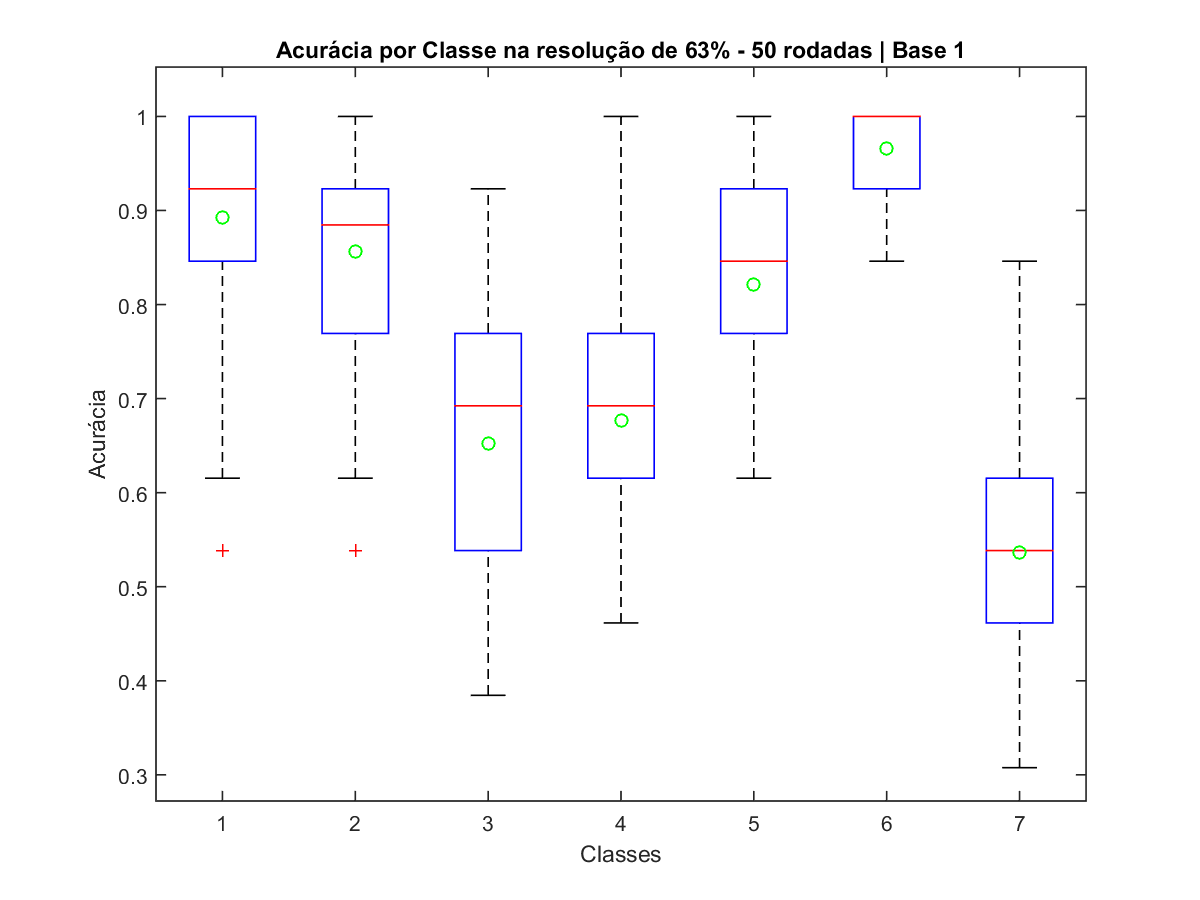 Acurácia por Classe na resolução de 63% - 50 rodadas | Base 1
1
0.9
0.8
0.7
0.6
0.5
0.4
0.3
Acurácia
1 2 3 4 5 6 7
Classes